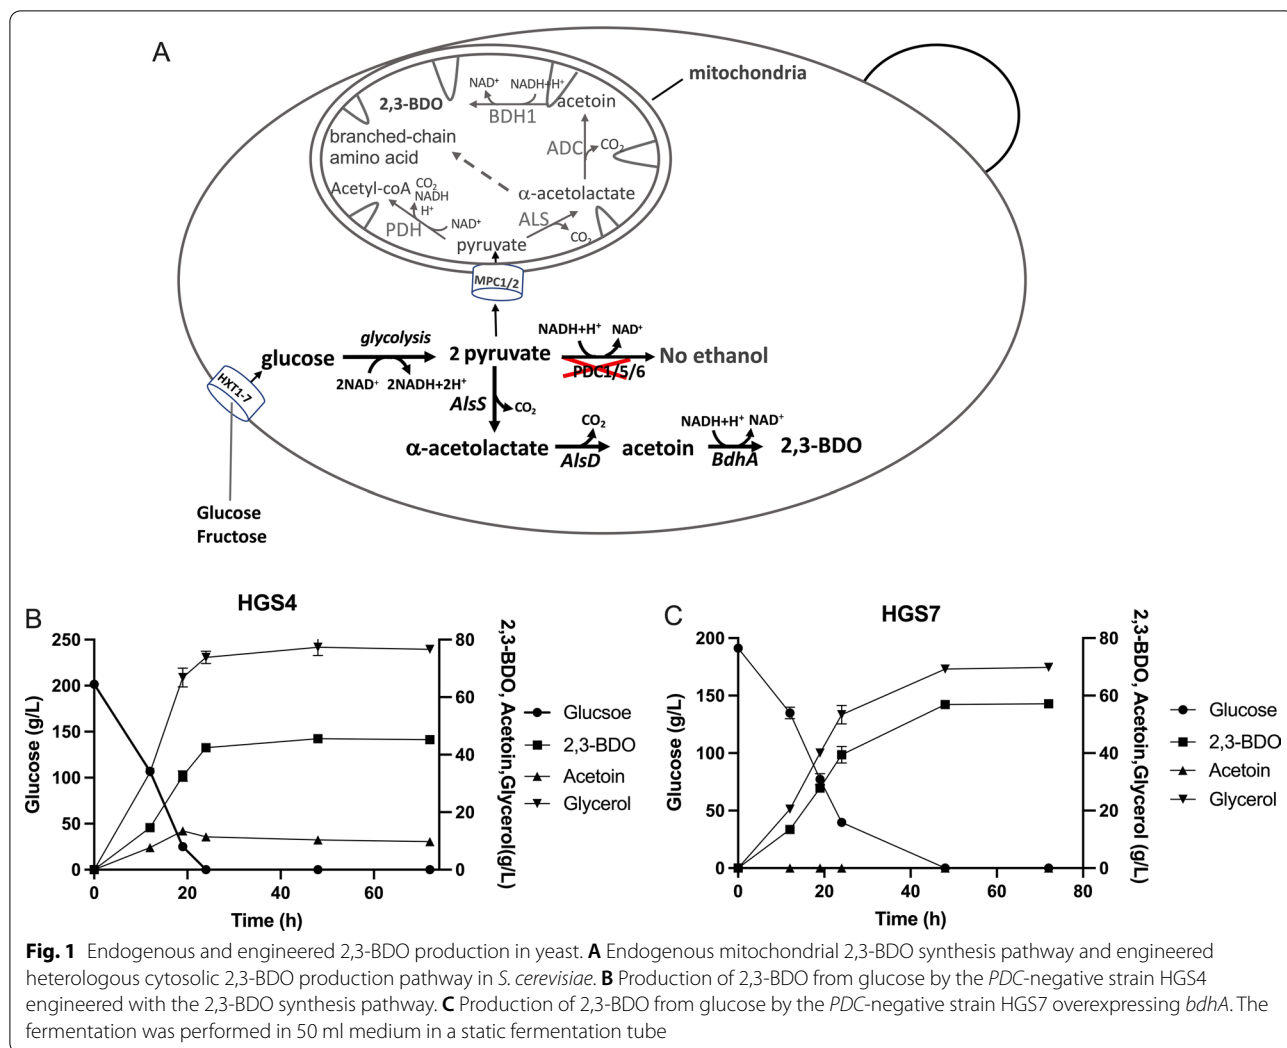 A
mitochondria
NAD⁺ NADH+H⁺
2,3-BDO
acetoin
BDH1
branched-chain
amino acid
ADC
CO₂
Acetyl-coA
CO₂
NADH
H⁺
α-acetolactate
NAD⁺
ALS
PDH
pyruvate
CO₂
MPC1/2
NADH+H⁺ NAD⁺
glycolysis
glucose
2 pyruvate
No ethanol
PDC1/5/6
HXT1-7
2NAD⁺ 2NADH+2H⁺
AlsS
CO₂
CO₂
NADH+H⁺ NAD⁺
α-acetolactate
acetoin
2,3-BDO
AlsD
BdhA
Glucose
Fructose
B
HGS4
250
200
150
100
50
0
Glucose (g/L)
80
60
40
20
0
2,3-BDO, Acetoin,Glycerol(g/L)
0 20 40 60
Time (h)
Glucsoe
2,3-BDO
Acetoin
Glycerol
C
HGS7
200
150
100
50
0
Glucose (g/L)
80
60
40
20
0
2,3-BDO, Acetoin,Glycerol (g/L)
0 20 40 60 80
Time (h)
Glucose
2,3-BDO
Acetoin
Glycerol
Fig. 1 Endogenous and engineered 2,3-BDO production in yeast. A Endogenous mitochondrial 2,3-BDO synthesis pathway and engineered
heterologous cytosolic 2,3-BDO production pathway in S. cerevisiae. B Production of 2,3-BDO from glucose by the PDC-negative strain HGS4
engineered with the 2,3-BDO synthesis pathway. C Production of 2,3-BDO from glucose by the PDC-negative strain HGS7 overexpressing bdhA. The
fermentation was performed in 50 ml medium in a static fermentation tube